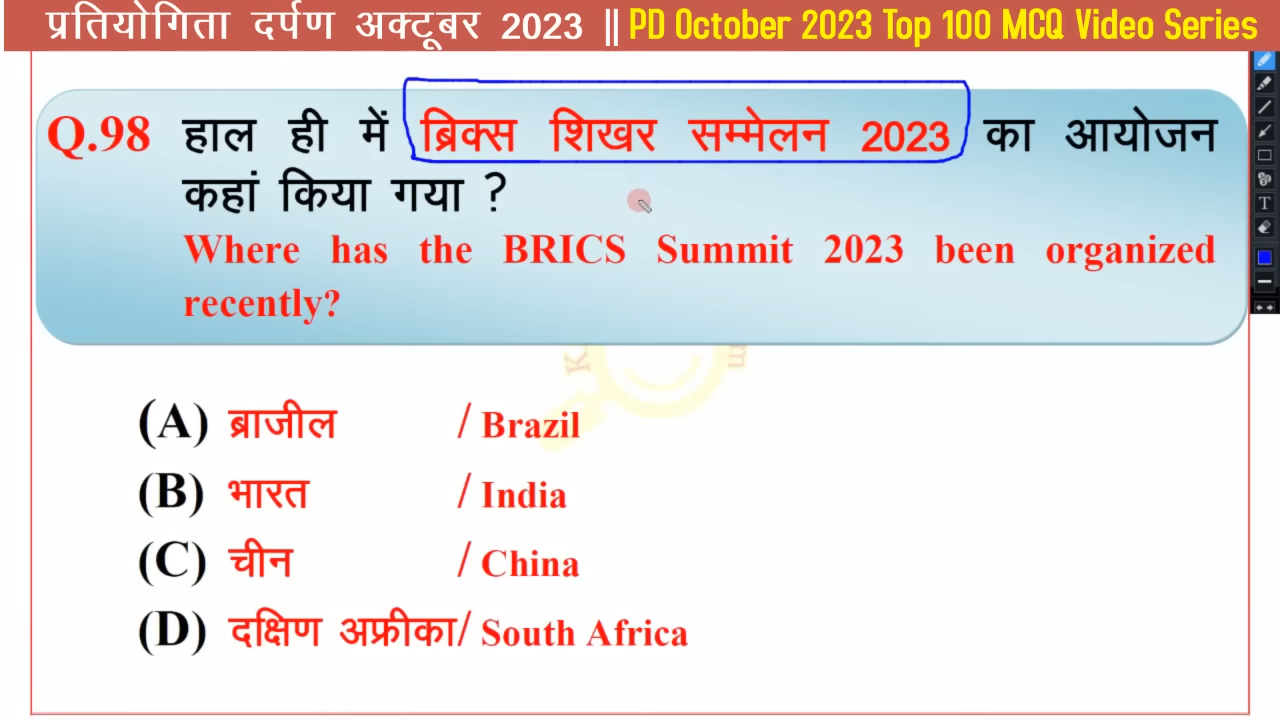 प्रतियोगिता दर्पण अक्टूबर 2023 || PD October 2023 Top 100 MCQ Video Series
Q.98 हाल ही में ब्रिक्स शिखर सम्मेलन 2023 का आयोजन
कहां किया गया ?
Where has the BRICS Summit 2023 been organized
recently?
(A) ब्राजील / Brazil
(B) भारत / India
(C) चीन / China
(D) दक्षिण अफ्रीका/ South Africa